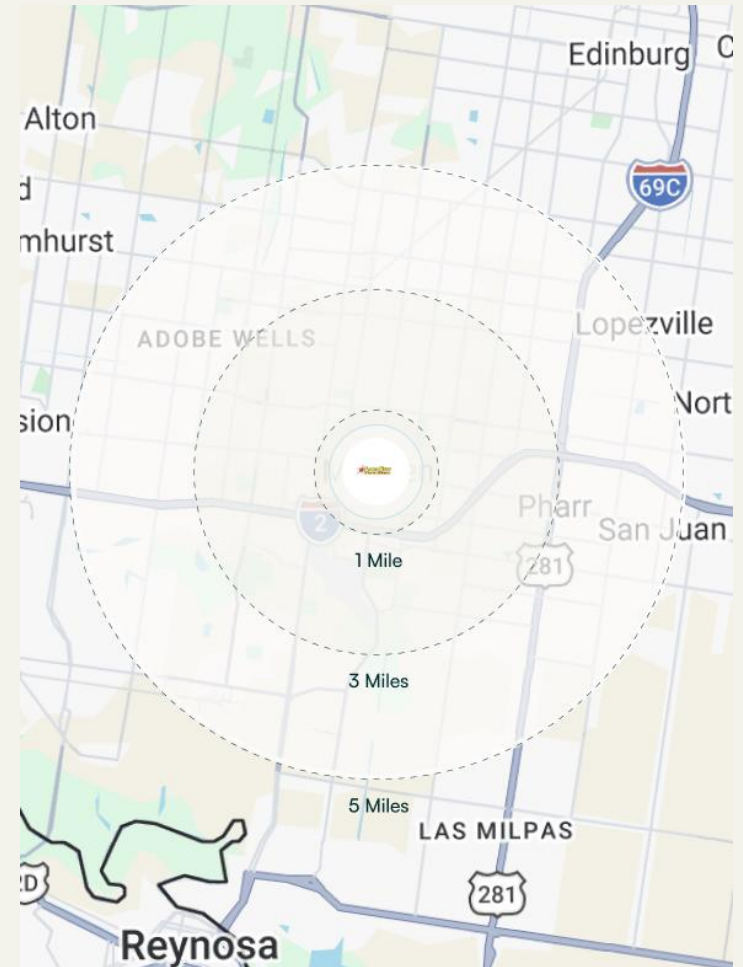 Edinburg
C
Alton
69C
d
mhurst
Lopezville
ADOBE WELLS
Nort
sion
2
Pharr
San Juan
281
1 Mile
3 Miles
5 Miles
LAS MILPAS
2D
281
Reynosa